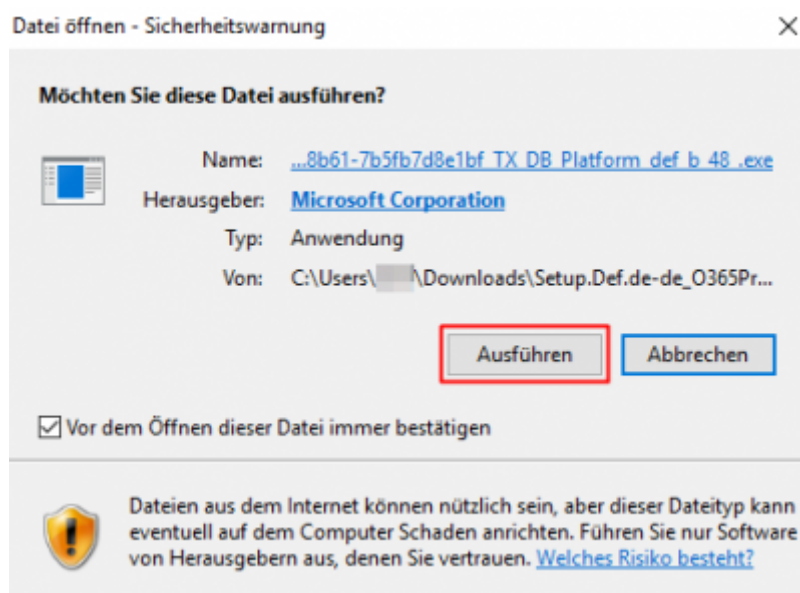 Datei öffnen - Sicherheitswarnung
Möchten Sie diese Datei ausführen?
Name: ...8b61-7b5fb7d8e1bf_TX_DB_Platform_def_b_48_.exe
Herausgeber: Microsoft Corporation
Typ: Anwendung
Von: C:\Users\ \Downloads\Setup.Def.de-de_O365Pr...
Ausführen Abbrechen
Vor dem Öffnen dieser Datei immer bestätigen
Dateien aus dem Internet können nützlich sein, aber dieser Dateityp kann
eventuell auf dem Computer Schaden anrichten. Führen Sie nur Software
von Herausgebern aus, denen Sie vertrauen. Welches Risiko besteht?